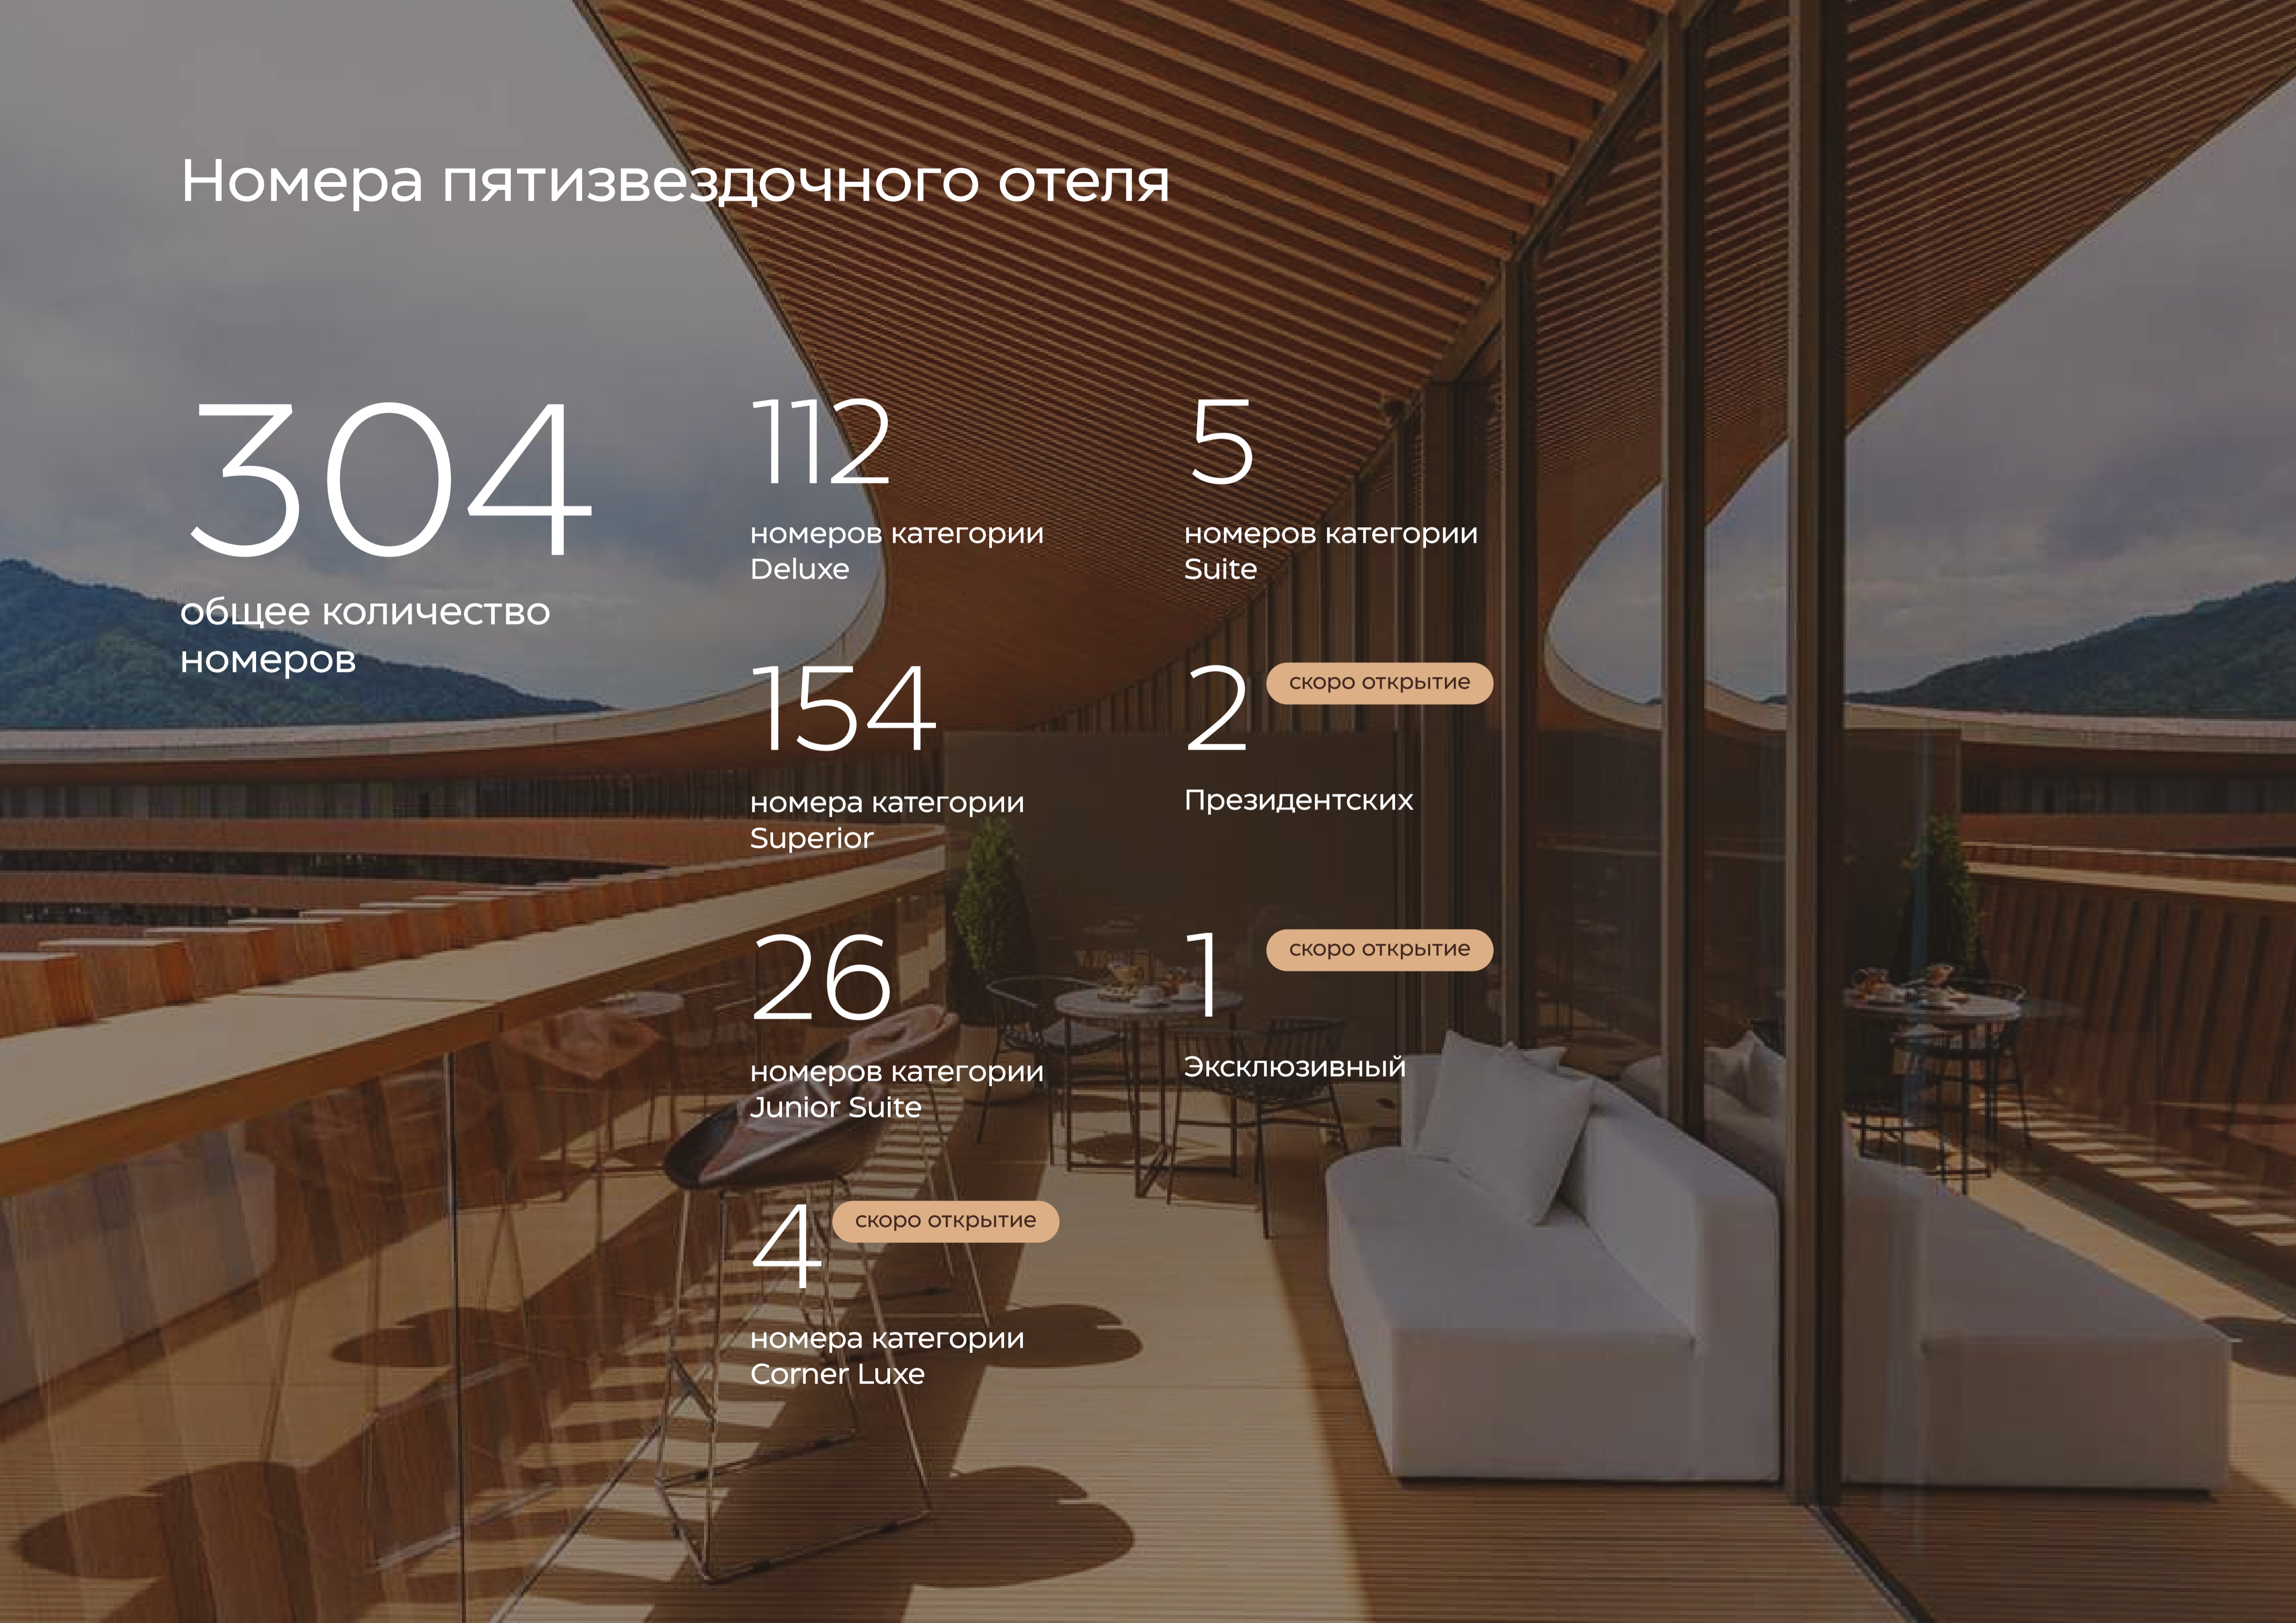 Номера пятизвездочного отеля
304
общее количество
номеров
112
номеров категории
Deluxe
154
номера категории
Superior
26
номеров категории
Junior Suite
4
скоро открытие
номера категории
Corner Luxe
5
номеров категории
Suite
2
скоро открытие
Президентских
1
скоро открытие
Эксклюзивный